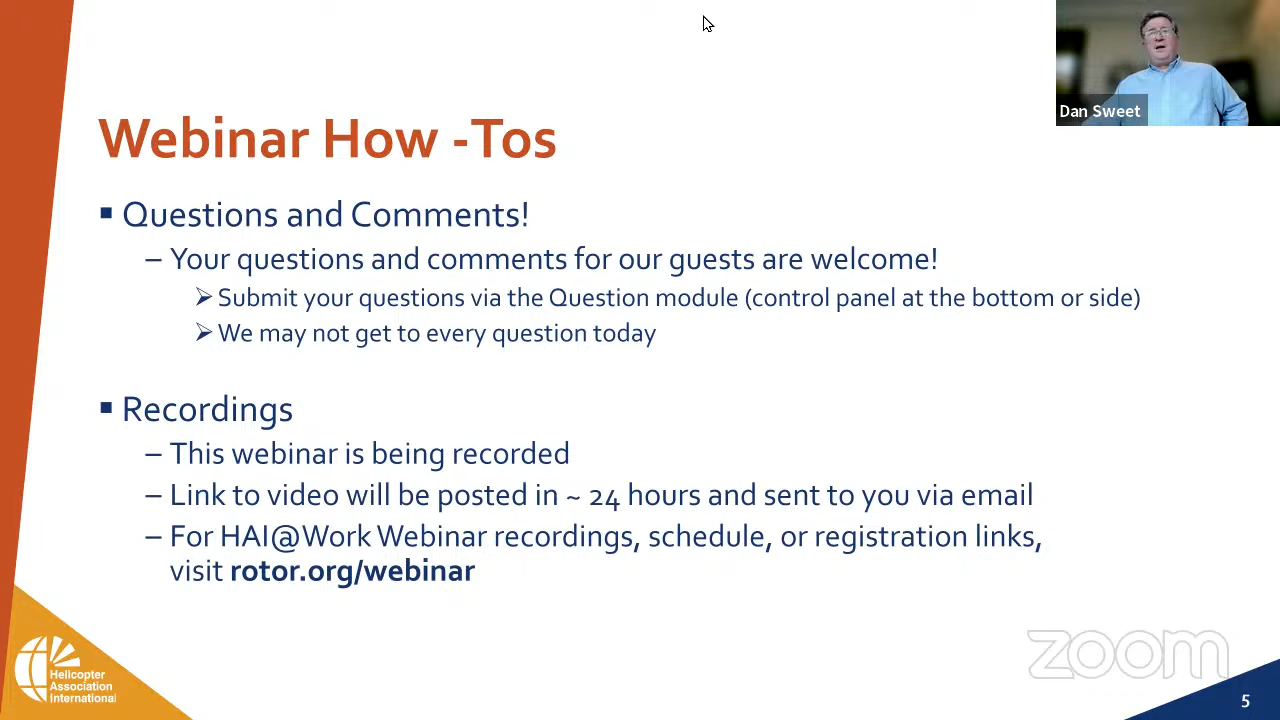 Dan Sweet
Webinar How -Tos
Questions and Comments!
– Your questions and comments for our guests are welcome!
Submit your questions via the Question module (control panel at the bottom or side)
We may not get to every question today
Recordings
– This webinar is being recorded
– Link to video will be posted in ~ 24 hours and sent to you via email
– For HAI@Work Webinar recordings, schedule, or registration links,
visit rotor.org/webinar
Helicopter
Association
International
zoom
5